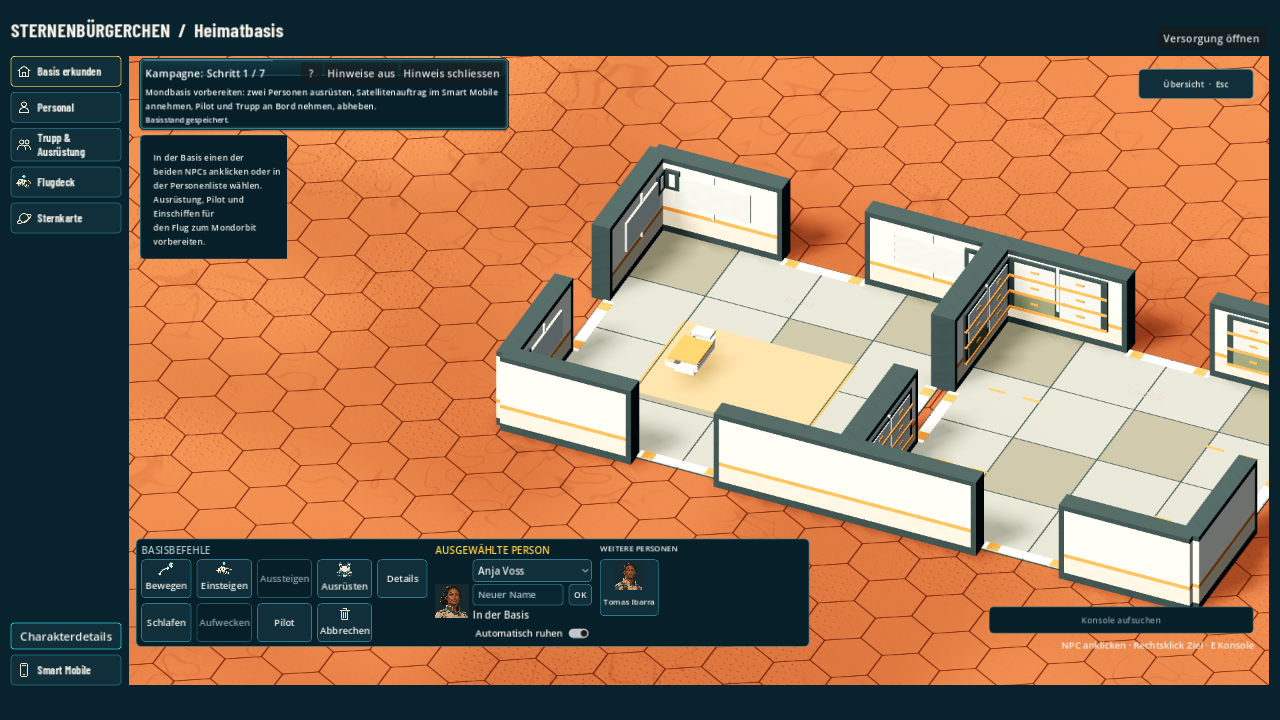 STERNENBÜRGERCHEN / Heimatbasis
Versorgung öffnen
Basis erkunden
Personal
Trupp &
Ausrüstung
Flugdeck
Sternkarte
Charakterdetails
Smart Mobile
Kampagne: Schritt 1 / 7
? Hinweise aus Hinweis schliessen
Mondbasis vorbereiten: zwei Personen ausrüsten, Satellitenauftrag im Smart Mobile
annehmen, Pilot und Trupp an Bord nehmen, abheben.
Basisstand gespeichert.
In der Basis einen der
beiden NPCs anklicken oder in
der Personenliste wählen.
Ausrüstung, Pilot und
Einschiffen für
den Flug zum Mondorbit
vorbereiten.
Übersicht · Esc
BASISBEFEHLE
Bewegen
Einsteigen
Aussteigen
Ausrüsten
Details
Schlafen
Aufwecken
Pilot
Abbrechen
AUSGEWÄHLTE PERSON
Anja Voss
Neuer Name
OK
In der Basis
Automatisch ruhen
WEITERE PERSONEN
Tomas Ibarra
Konsole aufsuchen
NPC anklicken · Rechtsklick Ziel · E Konsole